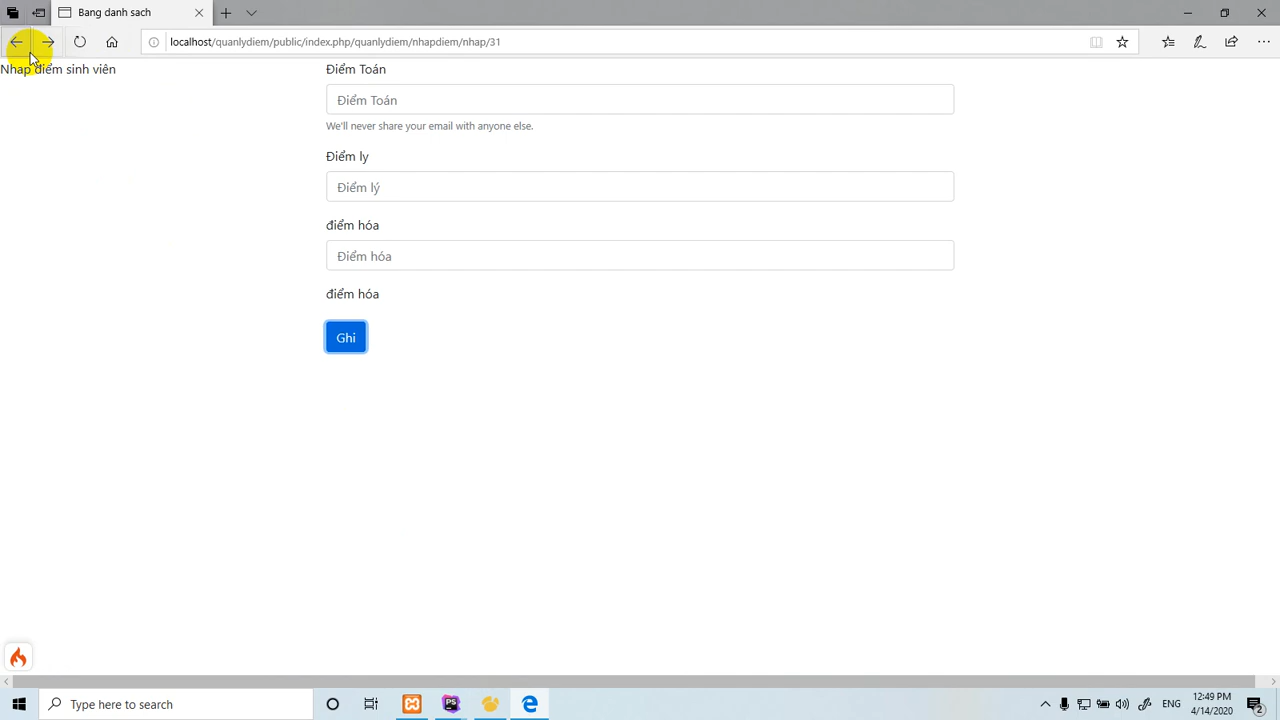 Bang danh sach
localhost/quanlydiem/public/index.php/quanlydiem/nhapdiem/nhap/31
Nhap điểm sinh viên
Điểm Toán
Điểm Toán
We'll never share your email with anyone else.
Điểm ly
Điểm lý
điểm hóa
Điểm hóa
điểm hóa
Ghi
Type here to search
PS
ENG
12:49 PM
4/14/2020
2